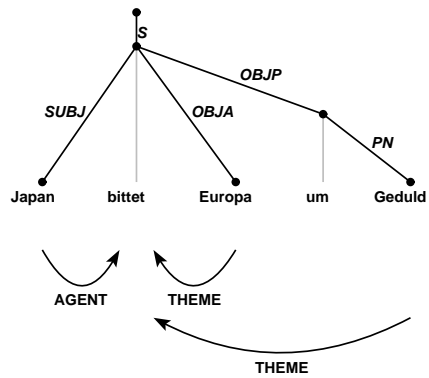 S
OBJP
SUBJ OBJA
PN
Japan bittet Europa um Geduld
AGENT THEME
THEME